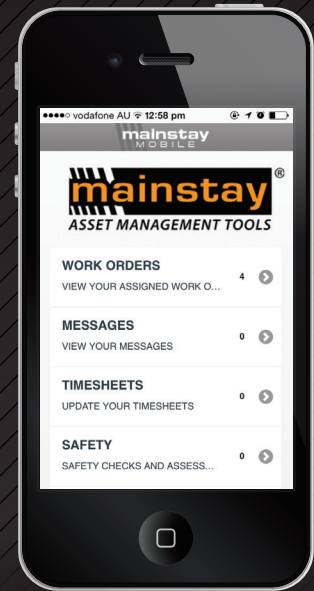 vodafone AU 12:58 pm
mainstay
MOBILE
mainstay®
ASSET MANAGEMENT TOOLS
WORK ORDERS
VIEW YOUR ASSIGNED WORK O...
4
MESSAGES
VIEW YOUR MESSAGES
0
TIMESHEETS
UPDATE YOUR TIMESHEETS
0
SAFETY
SAFETY CHECKS AND ASSESS...
0